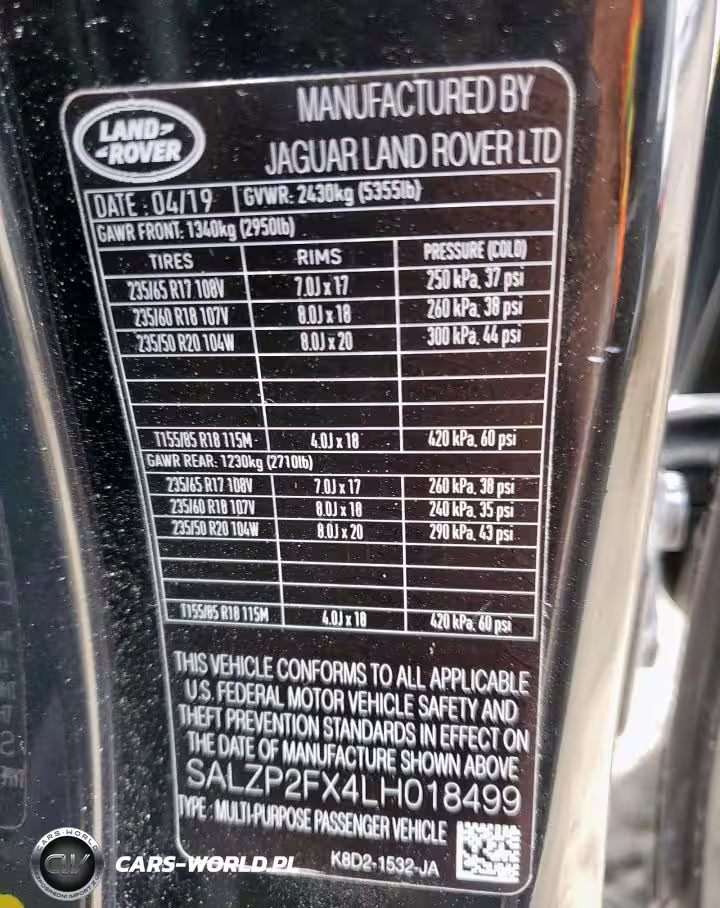 LAND ROVER
MANUFACTURED BY
JAGUAR LAND ROVER LTD
DATE : 04/19 GVWR: 2430kg (5355lb)
GAWR FRONT: 1340kg (2950lb)
TIRES RIMS PRESSURE (COLD)
235/65 R17 108V 7.0J x 17 250 kPa, 37 psi
235/60 R18 107V 8.0J x 18 260 kPa, 38 psi
235/50 R20 104W 8.0J x 20 300 kPa, 44 psi
T155/85 R18 115M 4.0J x 18 420 kPa, 60 psi
GAWR REAR: 1230kg (2710lb)
235/65 R17 108V 7.0J x 17 260 kPa, 38 psi
235/60 R18 107V 8.0J x 18 240 kPa, 35 psi
235/50 R20 104W 8.0J x 20 290 kPa, 43 psi
T155/85 R18 115M 4.0J x 18 420 kPa, 60 psi
THIS VEHICLE CONFORMS TO ALL APPLICABLE
U.S. FEDERAL MOTOR VEHICLE SAFETY AND
THEFT PREVENTION STANDARDS IN EFFECT ON
THE DATE OF MANUFACTURE SHOWN ABOVE
SALZP2FX4LH018499
TYPE : MULTI-PURPOSE PASSENGER VEHICLE
K8D2-1532-JA
CARS-WORLD
CW
CARS-WORLD.PL